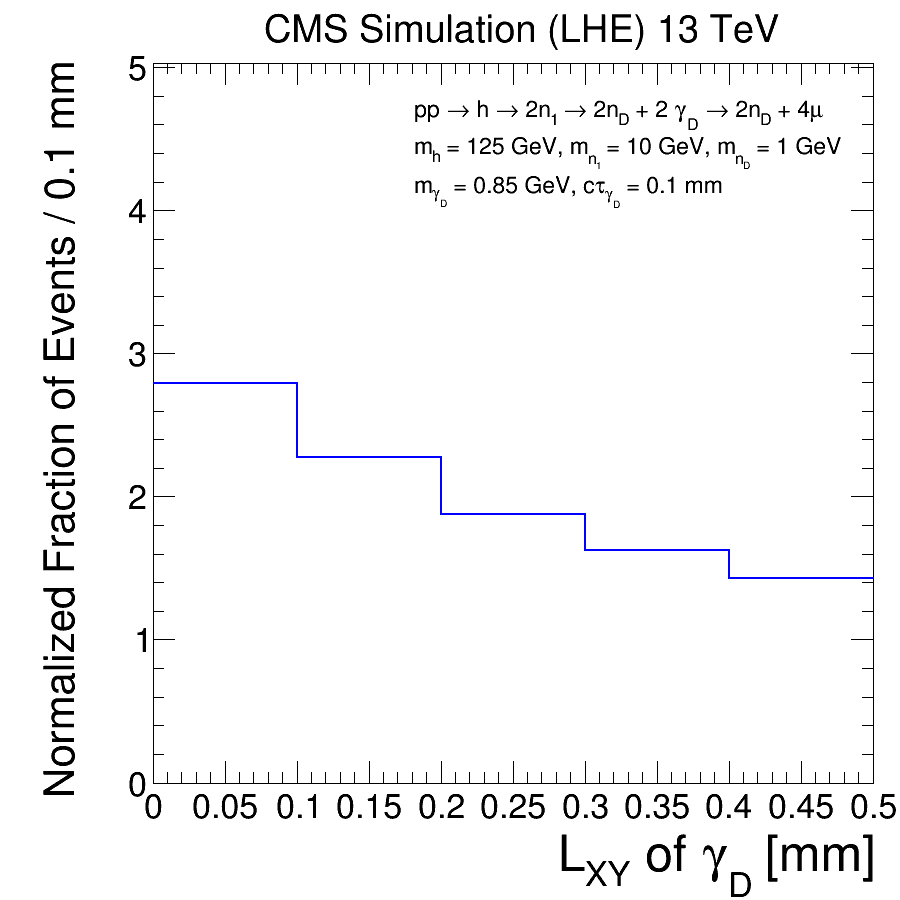 CMS Simulation (LHE) 13 TeV
pp → h → 2n₁ → 2n_D + 2 γ_D → 2n_D + 4μ
m_h = 125 GeV, m_n₁ = 10 GeV, m_n_D = 1 GeV
m_γ_D = 0.85 GeV, cτ_γ_D = 0.1 mm
Normalized Fraction of Events / 0.1 mm
5
4
3
2
1
0
0 0.05 0.1 0.15 0.2 0.25 0.3 0.35 0.4 0.45 0.5
L_XY of γ_D [mm]